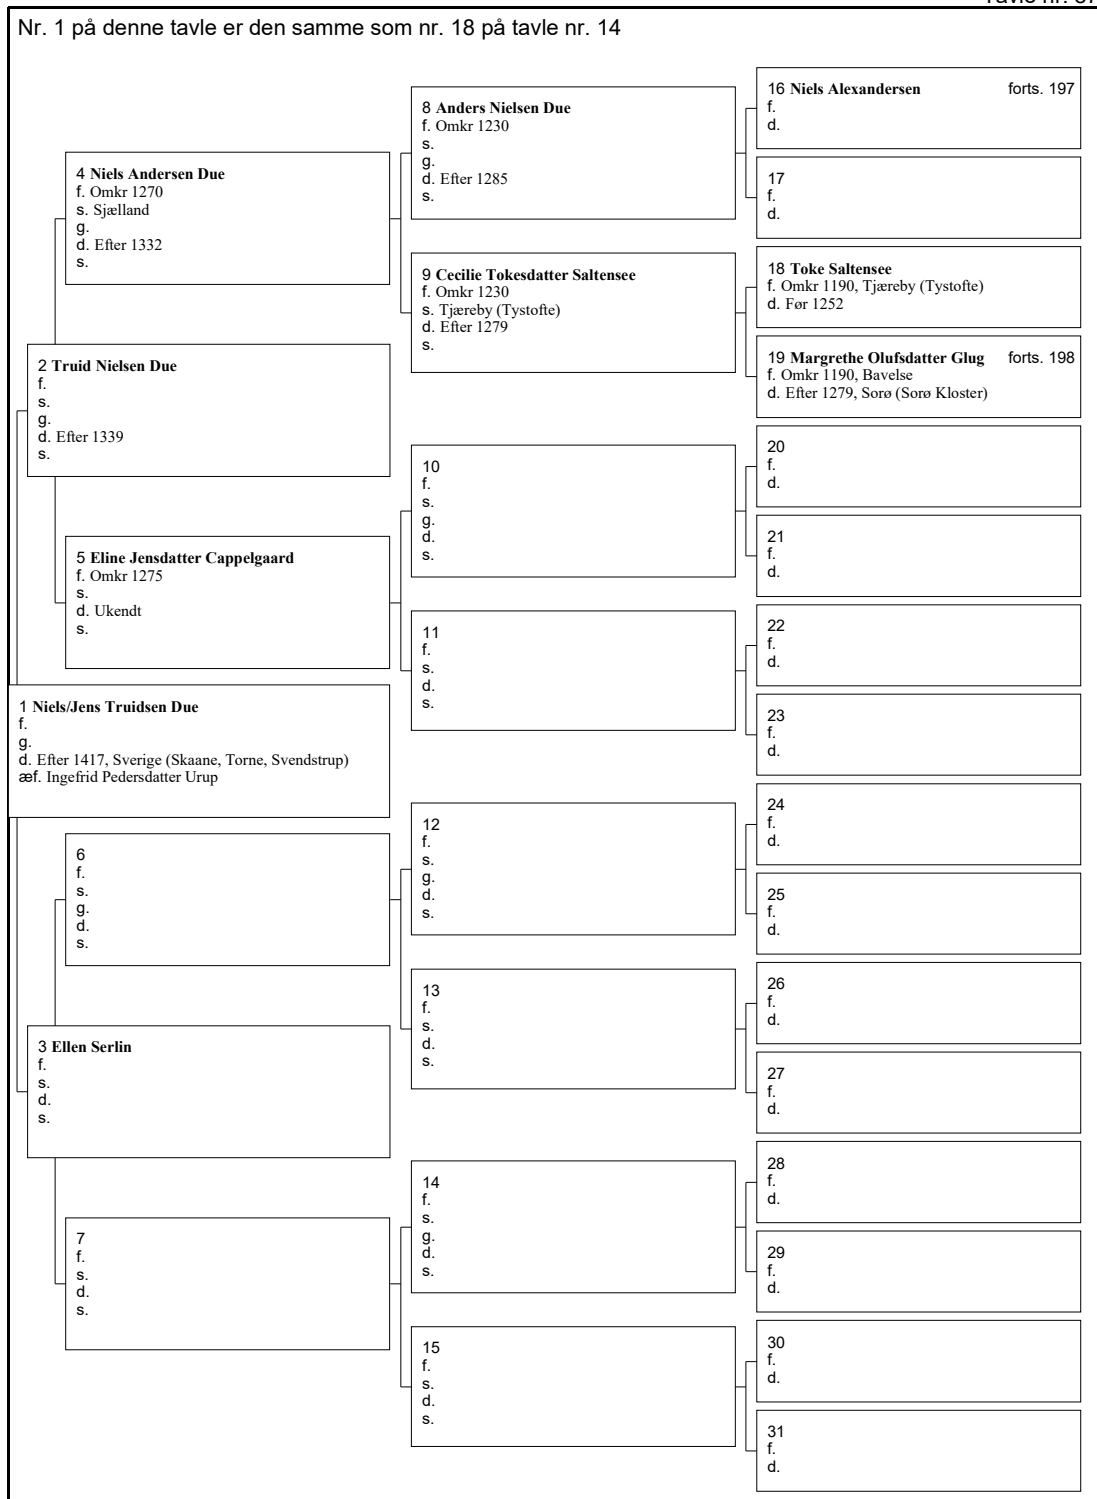 Nr. 1 på denne tavle er den samme som nr. 18 på tavle nr. 14
16 Niels Alexandersen forts. 197
f.
d.
8 Anders Nielsen Due
f. Omkr 1230
s.
g.
d. Efter 1285
s.
4 Niels Andersen Due
f. Omkr 1270
s. Sjælland
g.
d. Efter 1332
s.
17
f.
d.
9 Cecilie Tokesdatter Saltensee
f. Omkr 1230
s. Tjæreby (Tystofte)
d. Efter 1279
s.
18 Toke Saltensee
f. Omkr 1190, Tjæreby (Tystofte)
d. Før 1252
19 Margrethe Olufsdatter Glug forts. 198
f. Omkr 1190, Bavelse
d. Efter 1279, Sorø (Sorø Kloster)
2 Truid Nielsen Due
f.
s.
g.
d. Efter 1339
s.
10
f.
s.
g.
d.
s.
20
f.
d.
21
f.
d.
5 Eline Jensdatter Cappelgaard
f. Omkr 1275
s.
d. Ukendt
s.
11
f.
s.
d.
s.
22
f.
d.
23
f.
d.
1 Niels/Jens Truidsen Due
f.
g.
d. Efter 1417, Sverige (Skaane, Torne, Svendstrup)
æf. Ingefrid Pedersdatter Urup
12
f.
s.
g.
d.
s.
24
f.
d.
25
f.
d.
6
f.
s.
g.
d.
s.
13
f.
s.
d.
s.
26
f.
d.
27
f.
d.
3 Ellen Serlin
f.
s.
d.
s.
14
f.
s.
g.
d.
s.
28
f.
d.
29
f.
d.
7
f.
s.
d.
s.
15
f.
s.
d.
s.
30
f.
d.
31
f.
d.